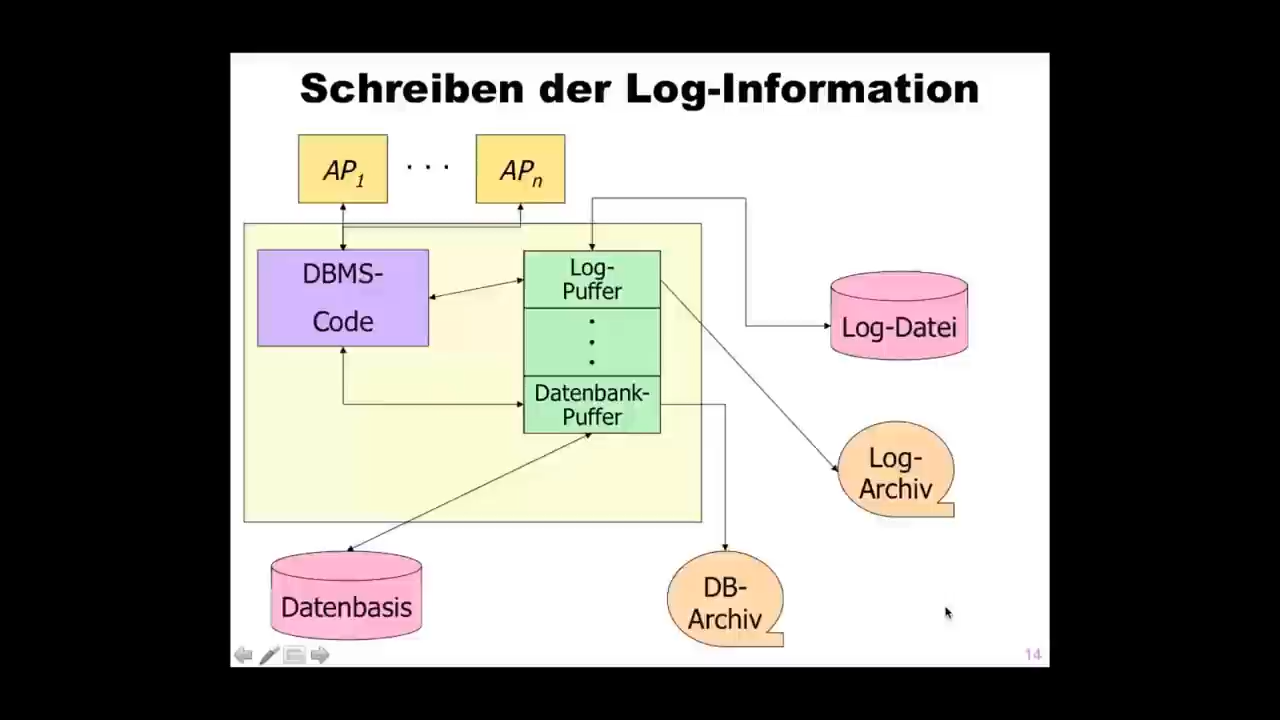 Schreiben der Log-Information
AP1 · · · APn
DBMS-
Code
Log-
Puffer
Datenbank-
Puffer
Log-Datei
Log-
Archiv
Datenbasis
DB-
Archiv
14